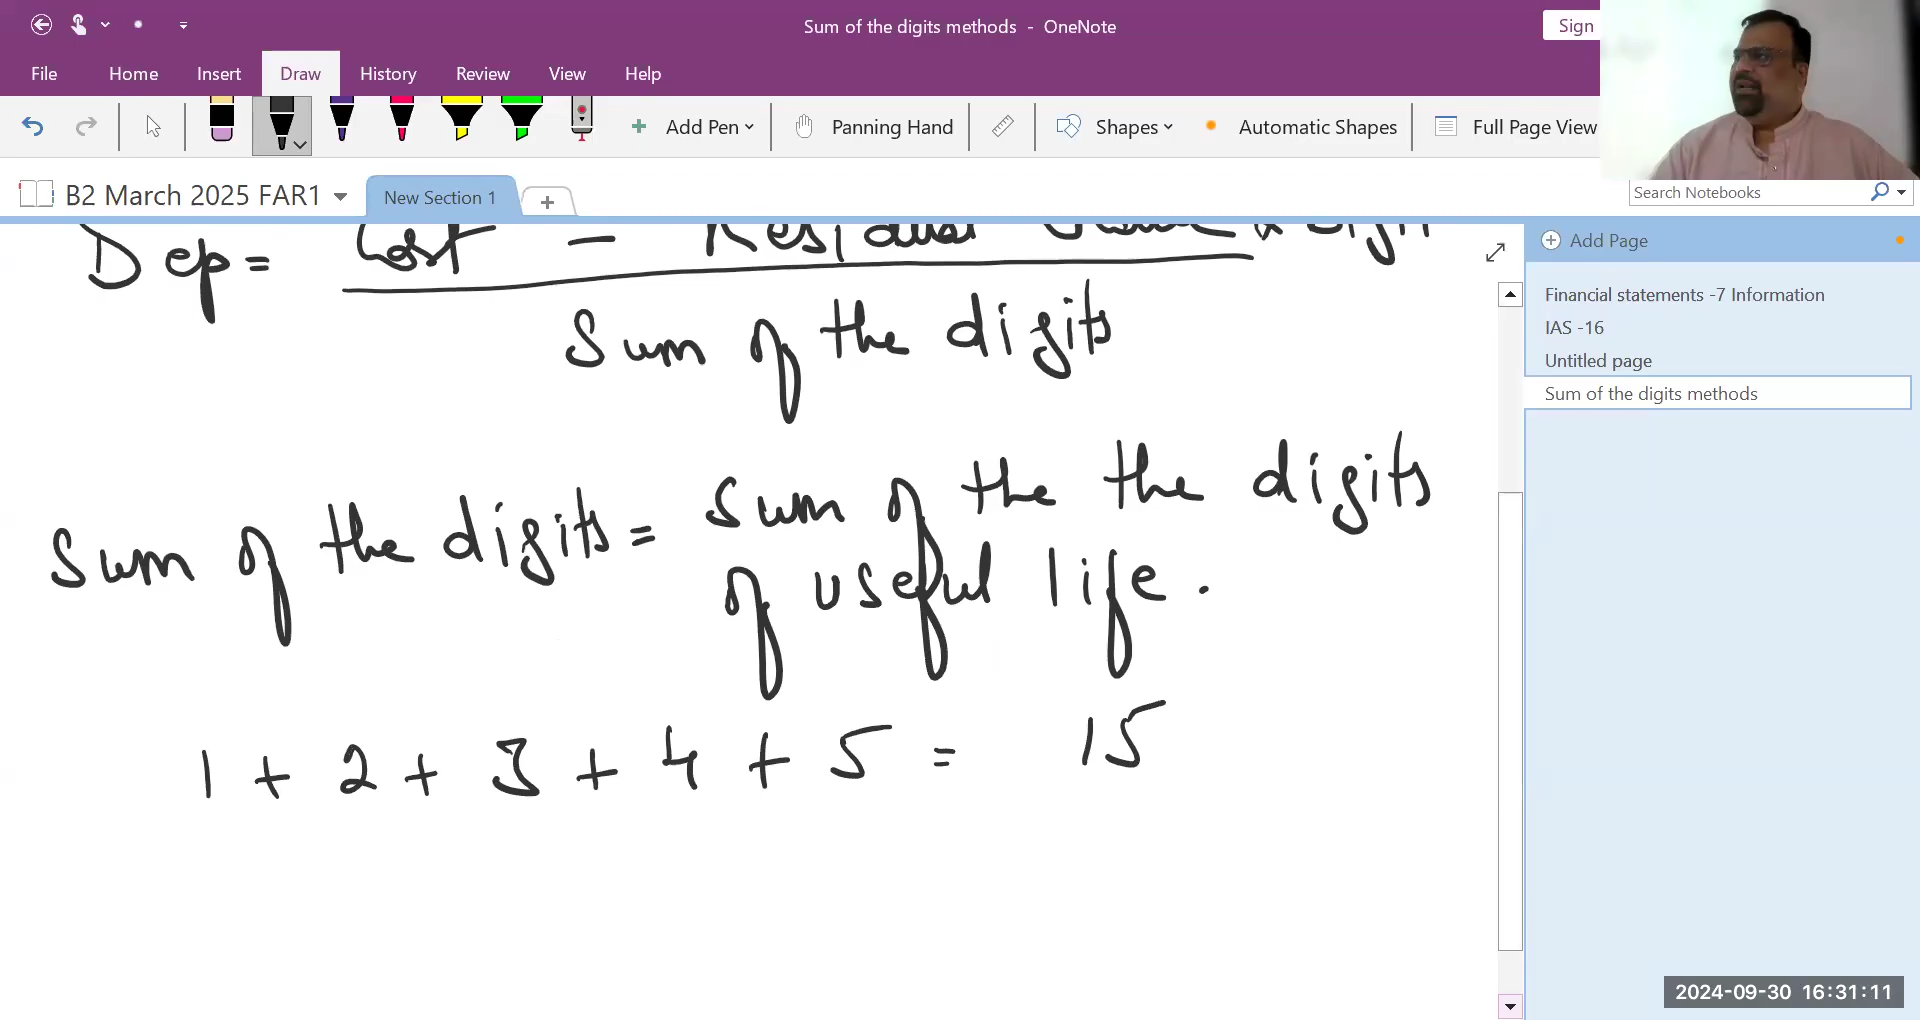 Sum of the digits methods - OneNote
Sign
File Home Insert Draw History Review View Help
Add Pen Panning Hand Shapes Automatic Shapes Full Page View
B2 March 2025 FAR1 New Section 1
Search Notebooks
Add Page
Financial statements -7 Information
IAS -16
Untitled page
Sum of the digits methods
Dep = Cost - Residual Value x digit
Sum of the digits
Sum of the digits = Sum of the the digits
of useful life.
1 + 2 + 3 + 4 + 5 = 15
2024-09-30 16:31:11